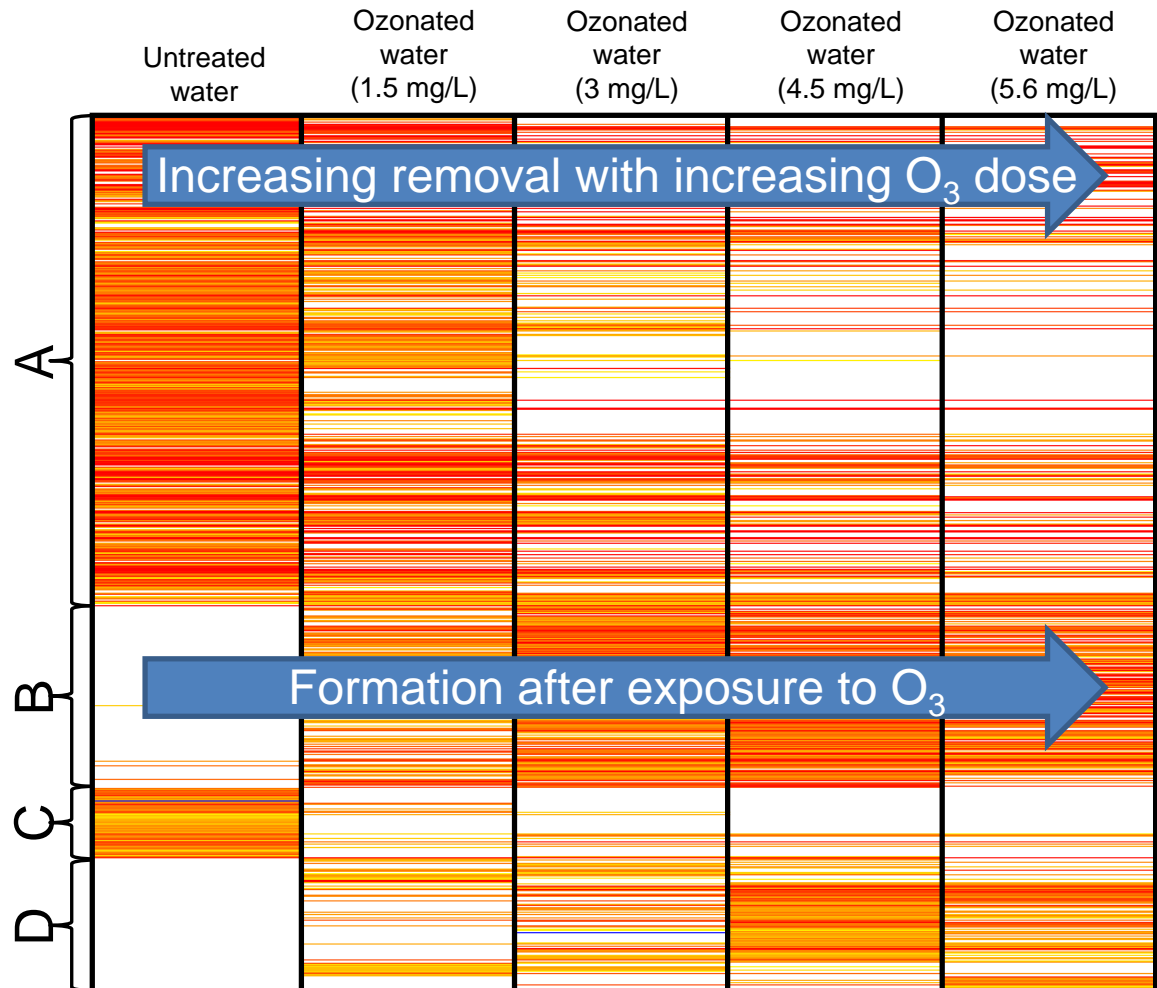 Untreated
water
Ozonated
water
(1.5 mg/L)
Ozonated
water
(3 mg/L)
Ozonated
water
(4.5 mg/L)
Ozonated
water
(5.6 mg/L)
Increasing removal with increasing O₃ dose
A
B
Formation after exposure to O₃
C
D